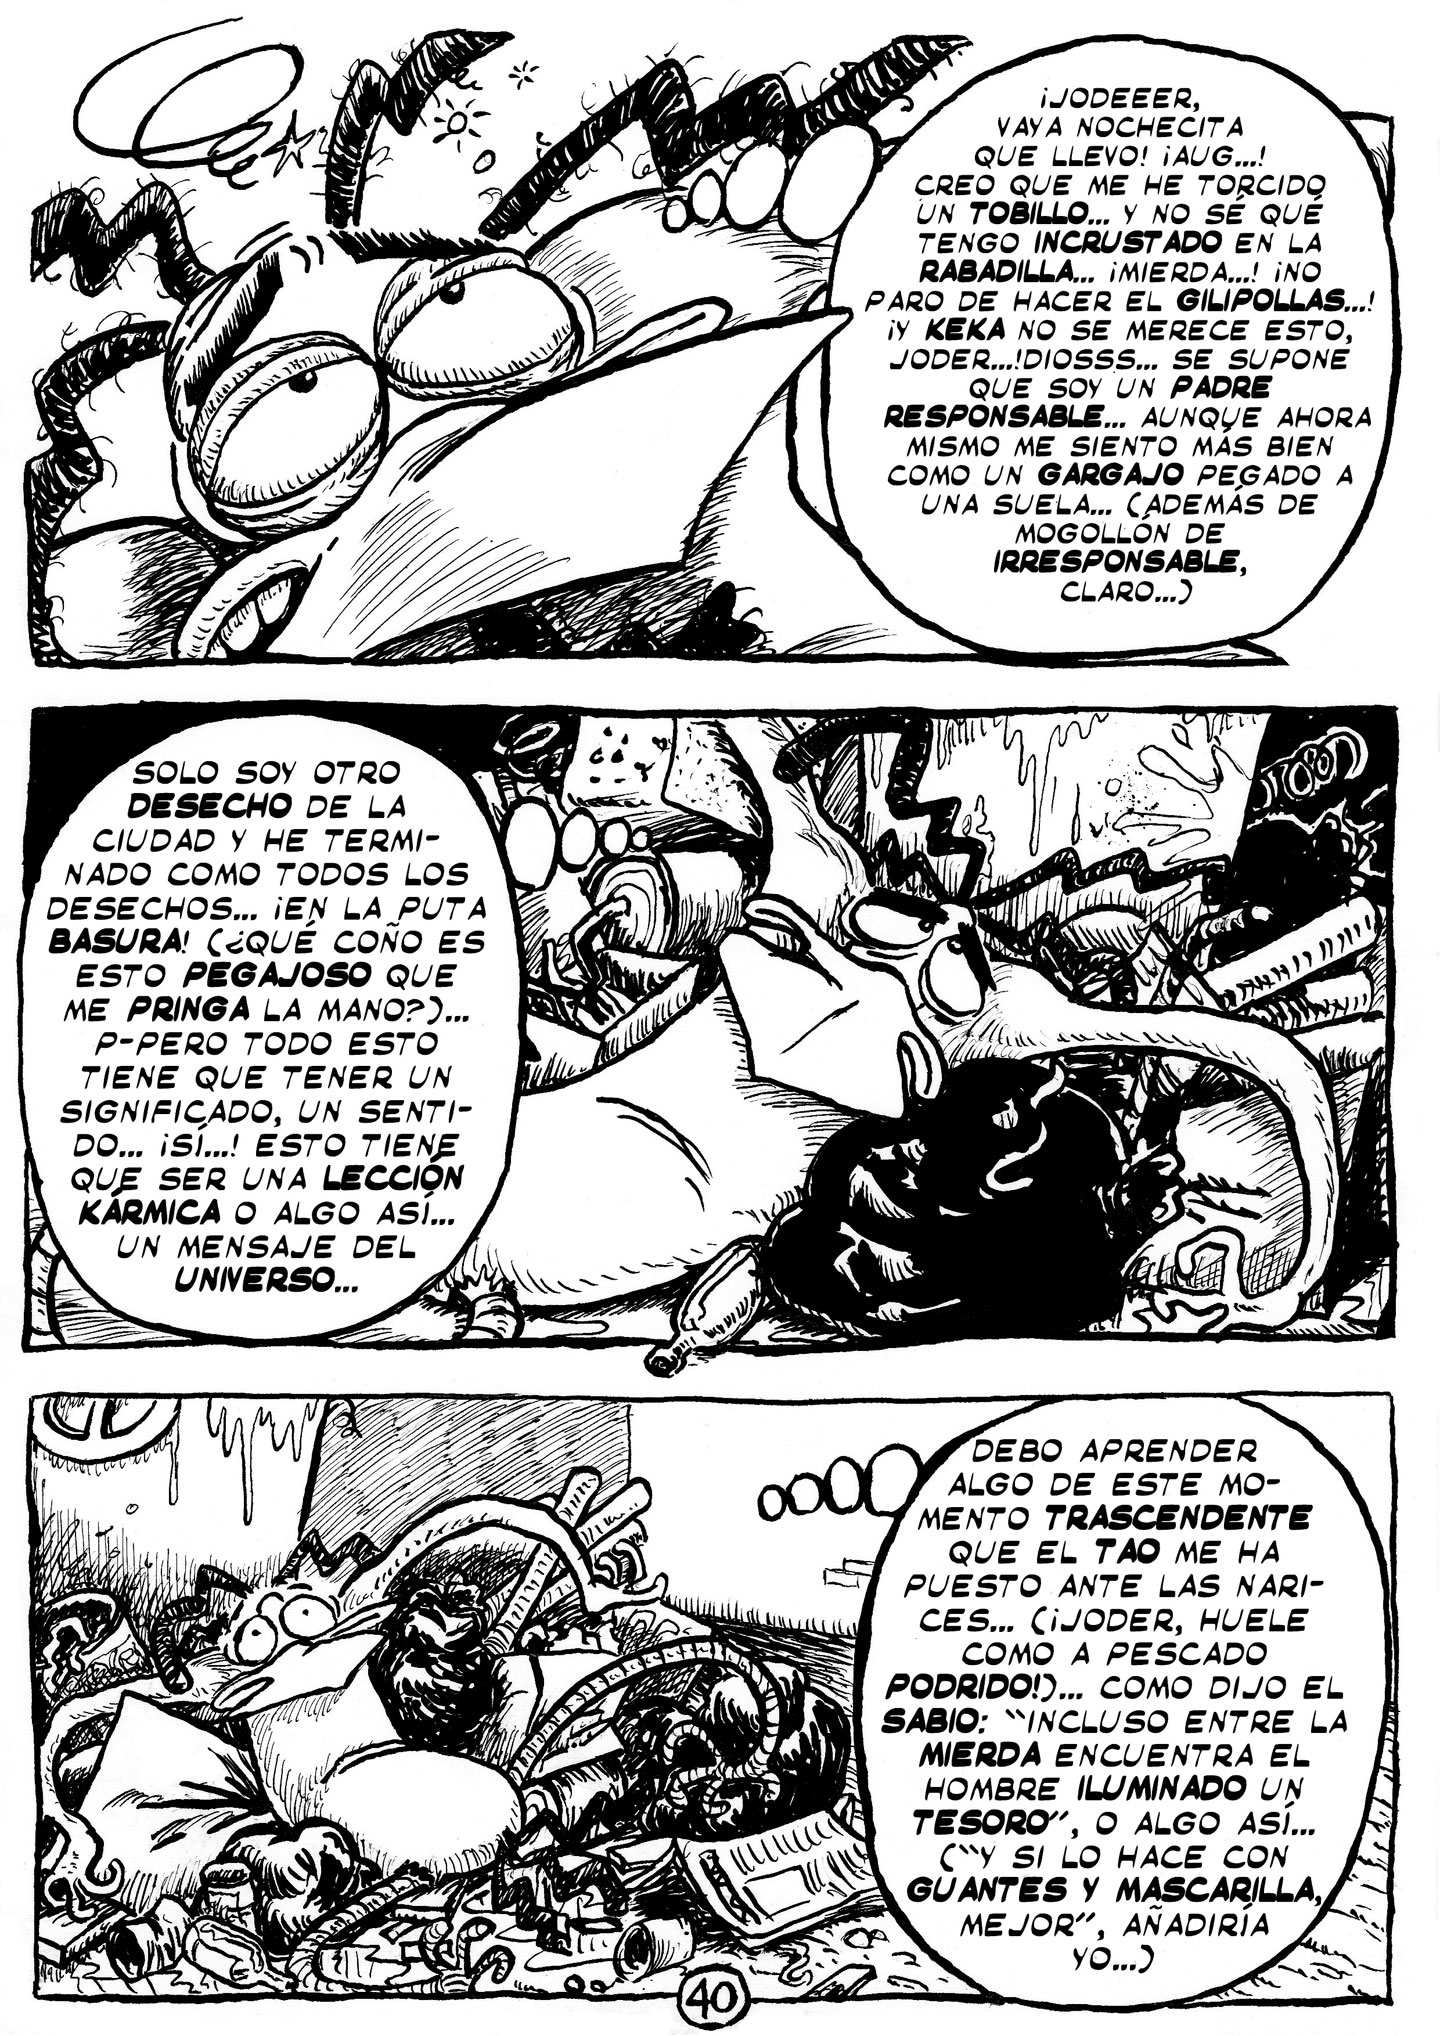 ¡JODEEER,
VAYA NOCHECITA
QUE LLEVO! ¡AUG...!
CREO QUE ME HE TORCIDO
UN TOBILLO... Y NO SÉ QUÉ
TENGO INCRUSTADO EN LA
RABADILLA... ¡MIERDA...! ¡NO
PARO DE HACER EL GILIPOLLAS...!
¡Y KEKA NO SE MERECE ESTO,
JODER...!DIOSSS... SE SUPONE
QUE SOY UN PADRE
RESPONSABLE... AUNQUE AHORA
MISMO ME SIENTO MÁS BIEN
COMO UN GARGAJO PEGADO A
UNA SUELA... (ADEMÁS DE
MOGOLLÓN DE
IRRESPONSABLE,
CLARO...)
SOLO SOY OTRO
DESECHO DE LA
CIUDAD Y HE TERMI-
NADO COMO TODOS LOS
DESECHOS... ¡EN LA PUTA
BASURA! (¿QUÉ COÑO ES
ESTO PEGAJOSO QUE
ME PRINGA LA MANO?)...
P-PERO TODO ESTO
TIENE QUE TENER UN
SIGNIFICADO, UN SENTI-
DO... ¡SÍ...! ESTO TIENE
QUE SER UNA LECCIÓN
KÁRMICA O ALGO ASÍ...
UN MENSAJE DEL
UNIVERSO...
DEBO APRENDER
ALGO DE ESTE MO-
MENTO TRASCENDENTE
QUE EL TAO ME HA
PUESTO ANTE LAS NARI-
CES... (¡JODER, HUELE
COMO A PESCADO
PODRIDO!)... COMO DIJO EL
SABIO: "INCLUSO ENTRE LA
MIERDA ENCUENTRA EL
HOMBRE ILUMINADO UN
TESORO", O ALGO ASÍ...
("Y SI LO HACE CON
GUANTES Y MASCARILLA,
MEJOR", AÑADIRÍA
YO...)
40